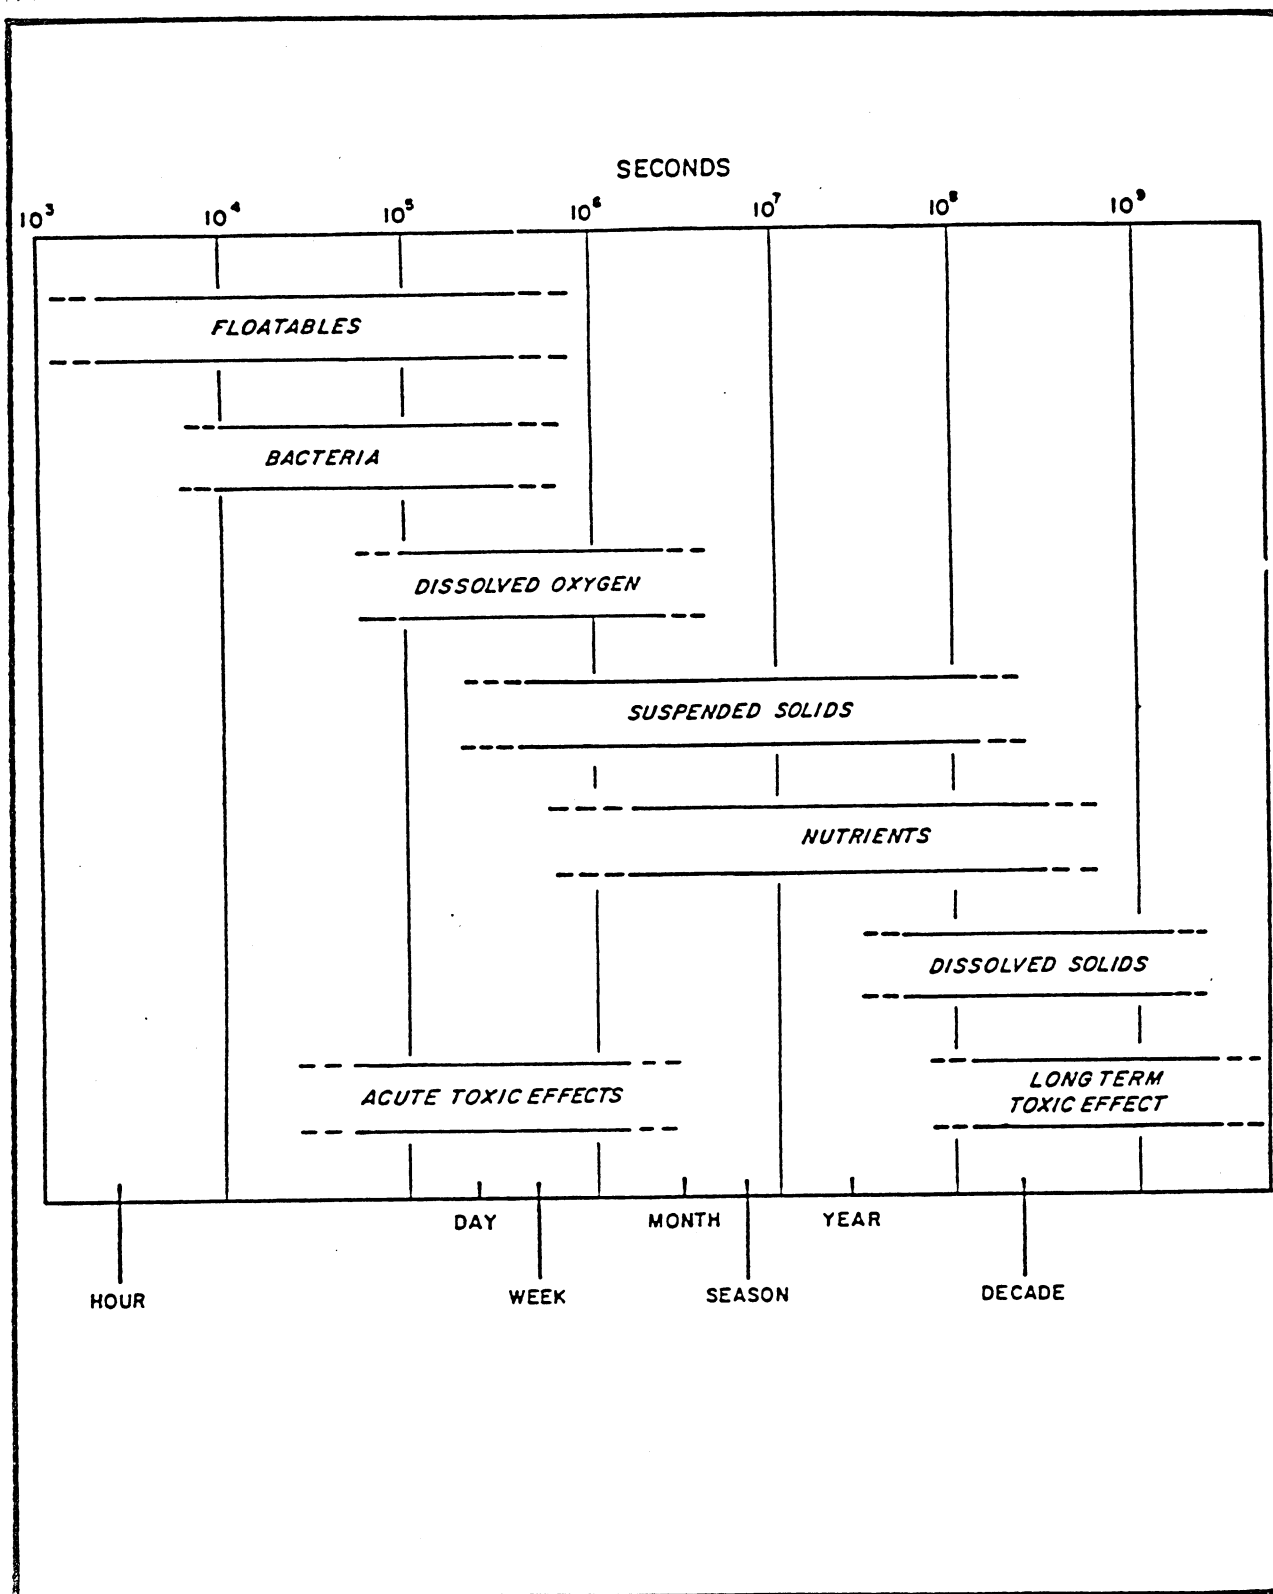 SECONDS
10³ 10⁴ 10⁵ 10⁶ 10⁷ 10⁸ 10⁹
FLOATABLES
BACTERIA
DISSOLVED OXYGEN
SUSPENDED SOLIDS
NUTRIENTS
DISSOLVED SOLIDS
ACUTE TOXIC EFFECTS
LONG TERM
TOXIC EFFECT
DAY MONTH YEAR
HOUR WEEK SEASON DECADE